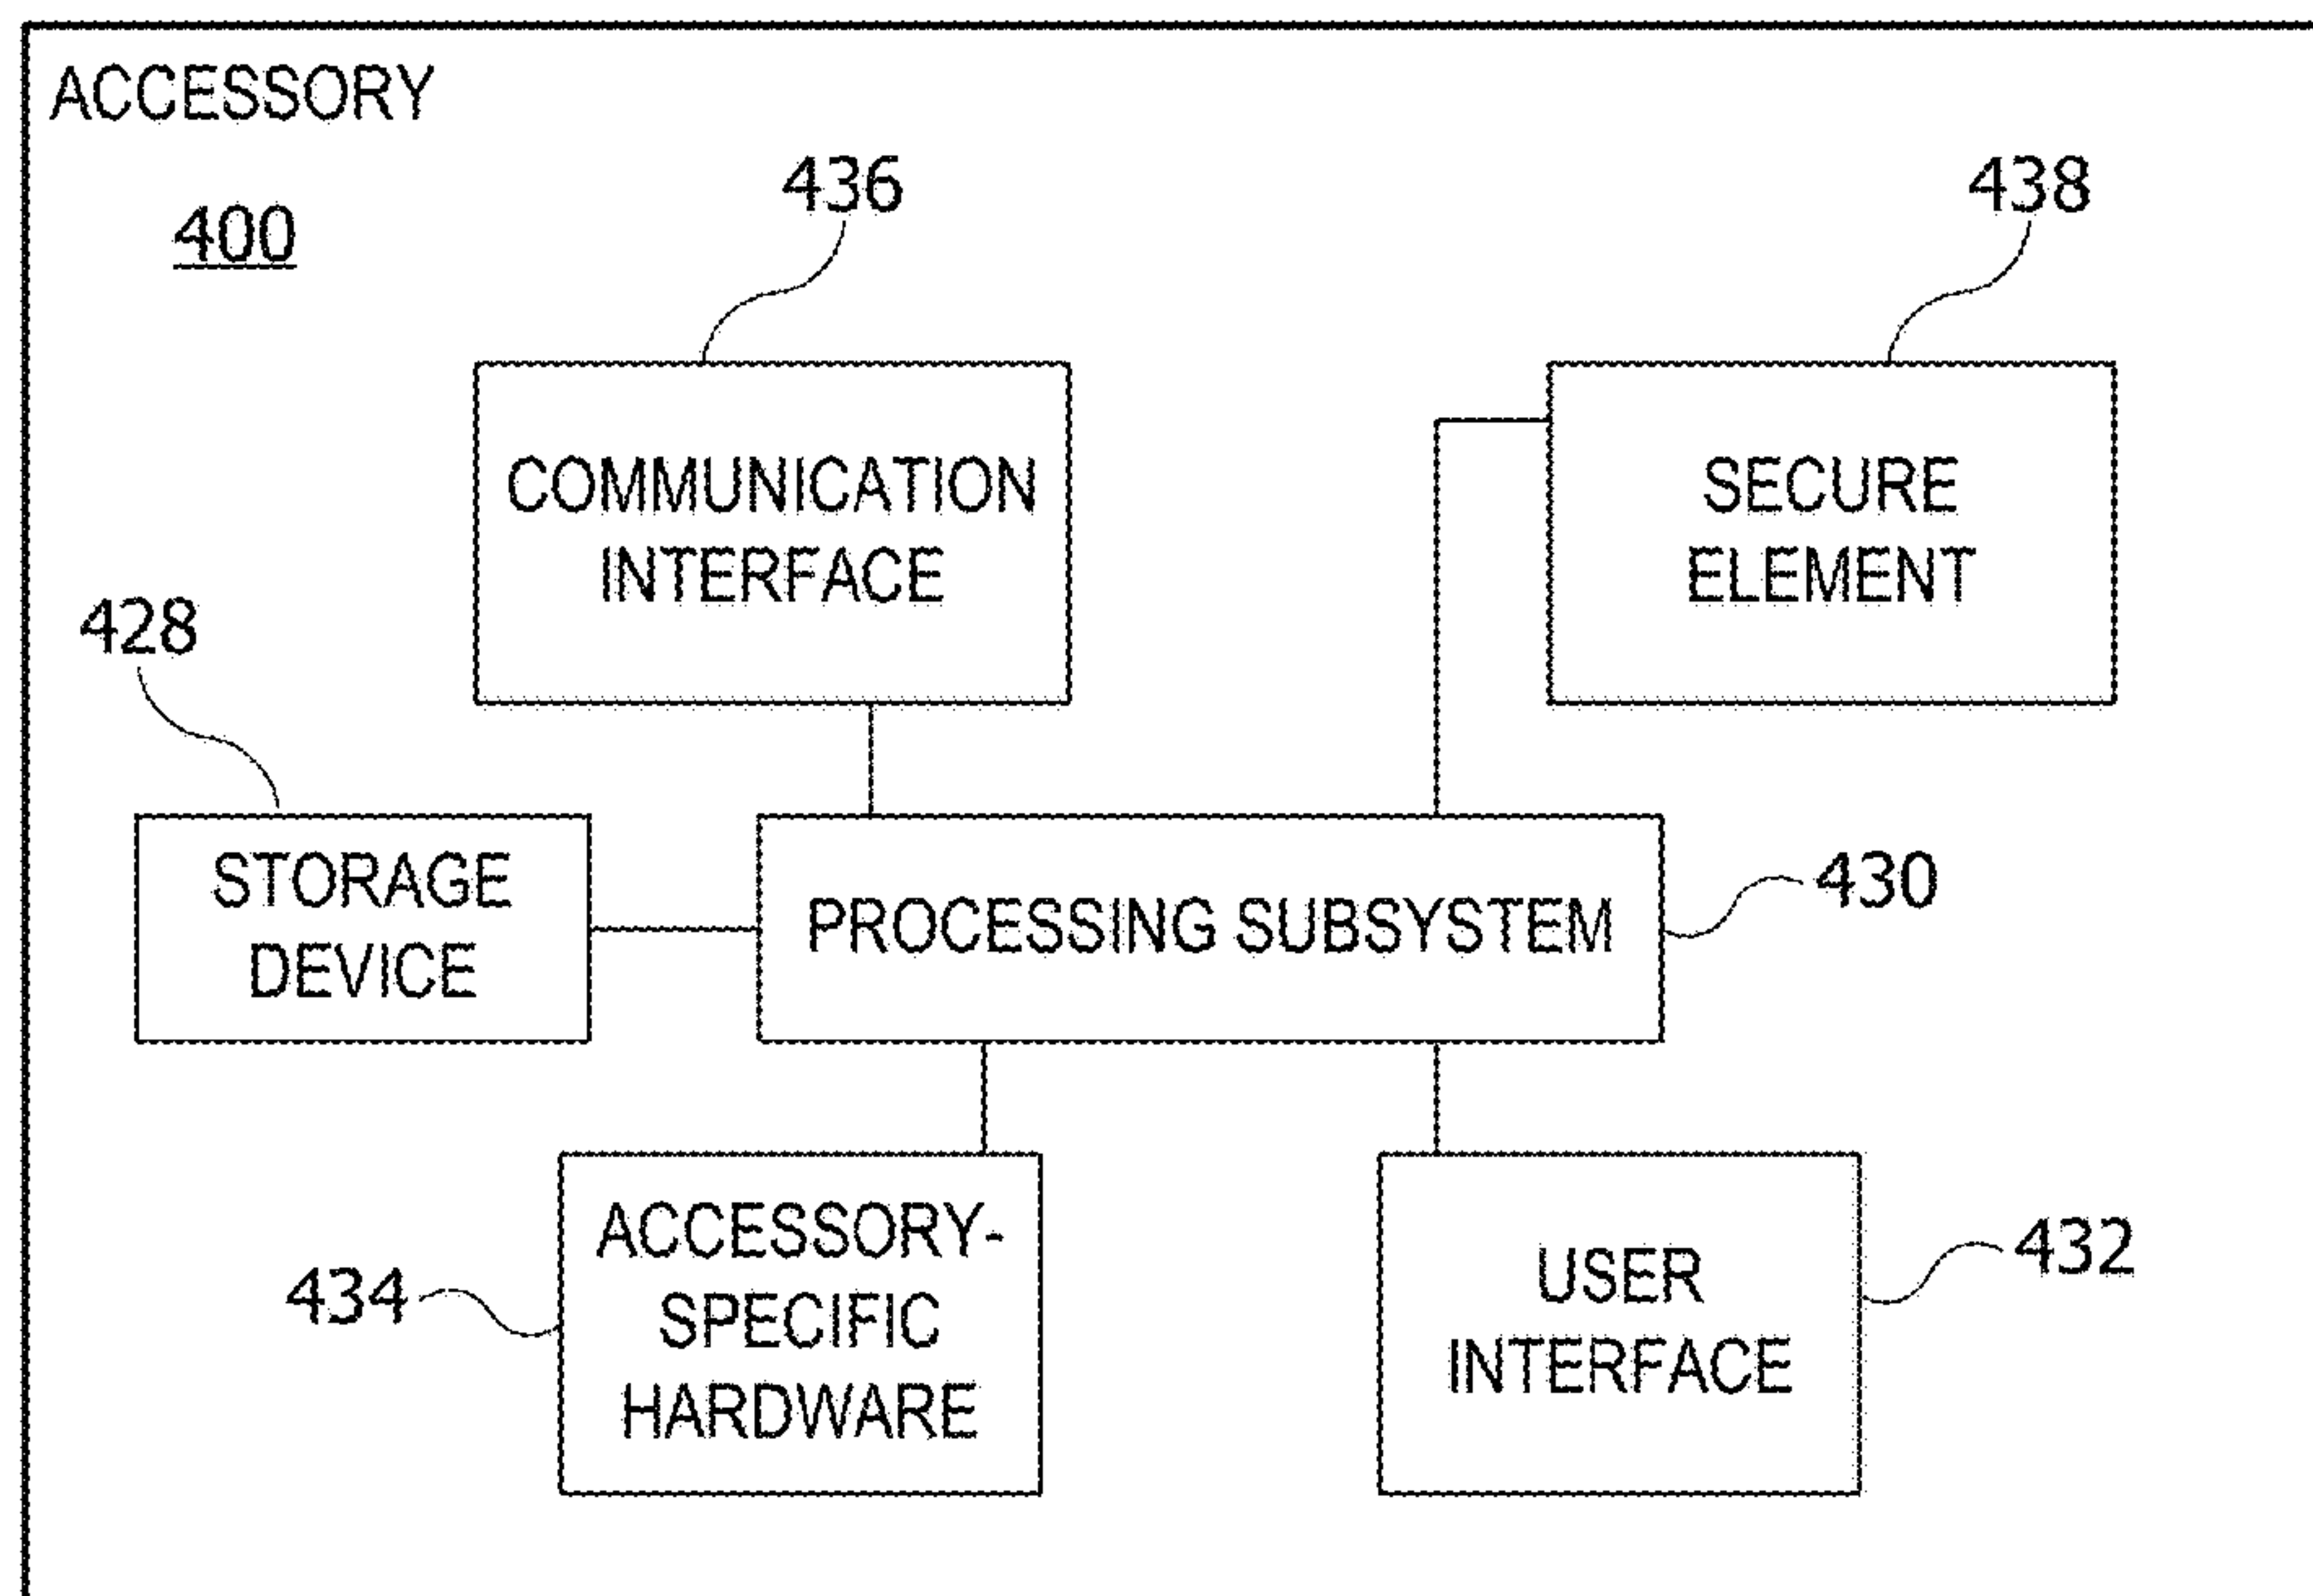 ACCESSORY
400
436
438
COMMUNICATION
INTERFACE
SECURE
ELEMENT
428
STORAGE
DEVICE
PROCESSING SUBSYSTEM
430
ACCESSORY-
SPECIFIC
HARDWARE
434
USER
INTERFACE
432